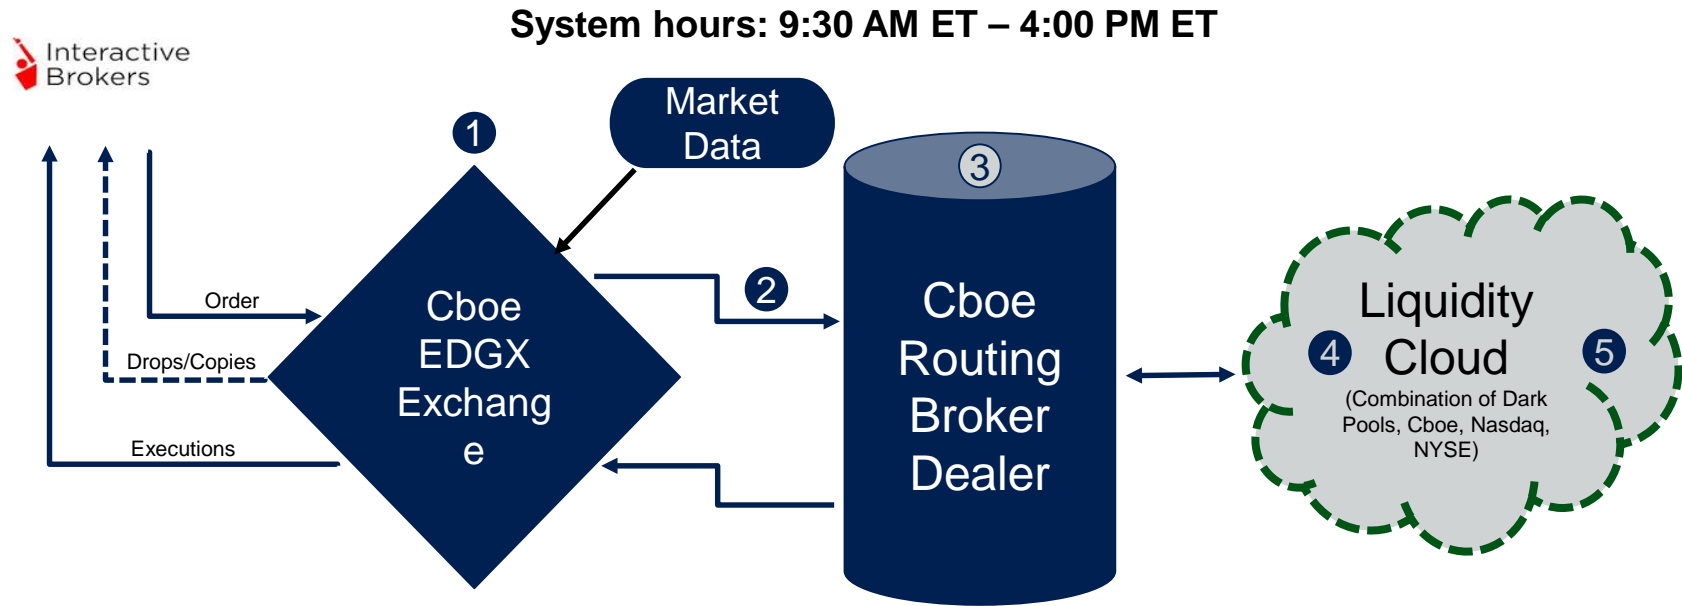 System hours: 9:30 AM ET – 4:00 PM ET
Interactive
Brokers
Market
Data
1
3
2
Order
Drops/Copies
Executions
Cboe
EDGX
Exchang
e
Cboe
Routing
Broker
Dealer
Liquidity
Cloud
4
5
(Combination of Dark
Pools, Cboe, Nasdaq,
NYSE)